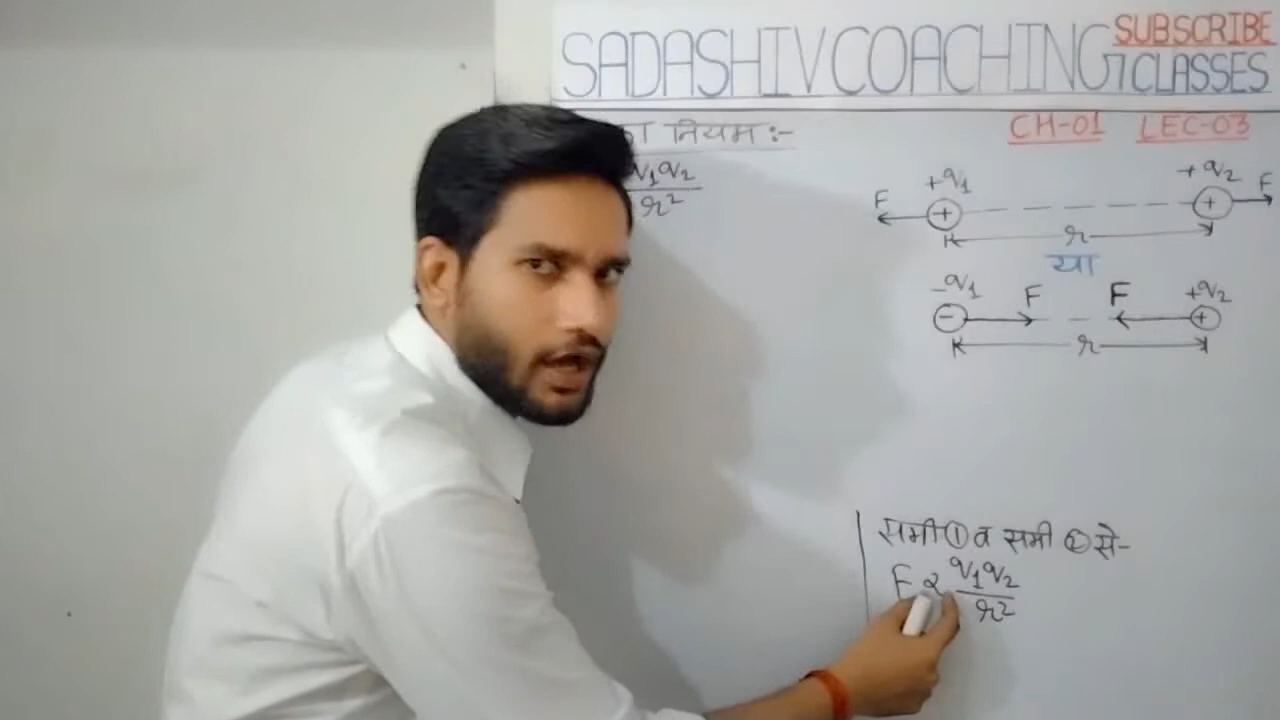 SADASHIV COACHING CLASSES
SUBSCRIBE
नियम :-
CH-01 LEC-03
q1q2
r²
+q1 +q2
F + + F
r
या
-q1 F F +q2
- +
r
समी① व समी ② से-
F ∝ q1q2
r²